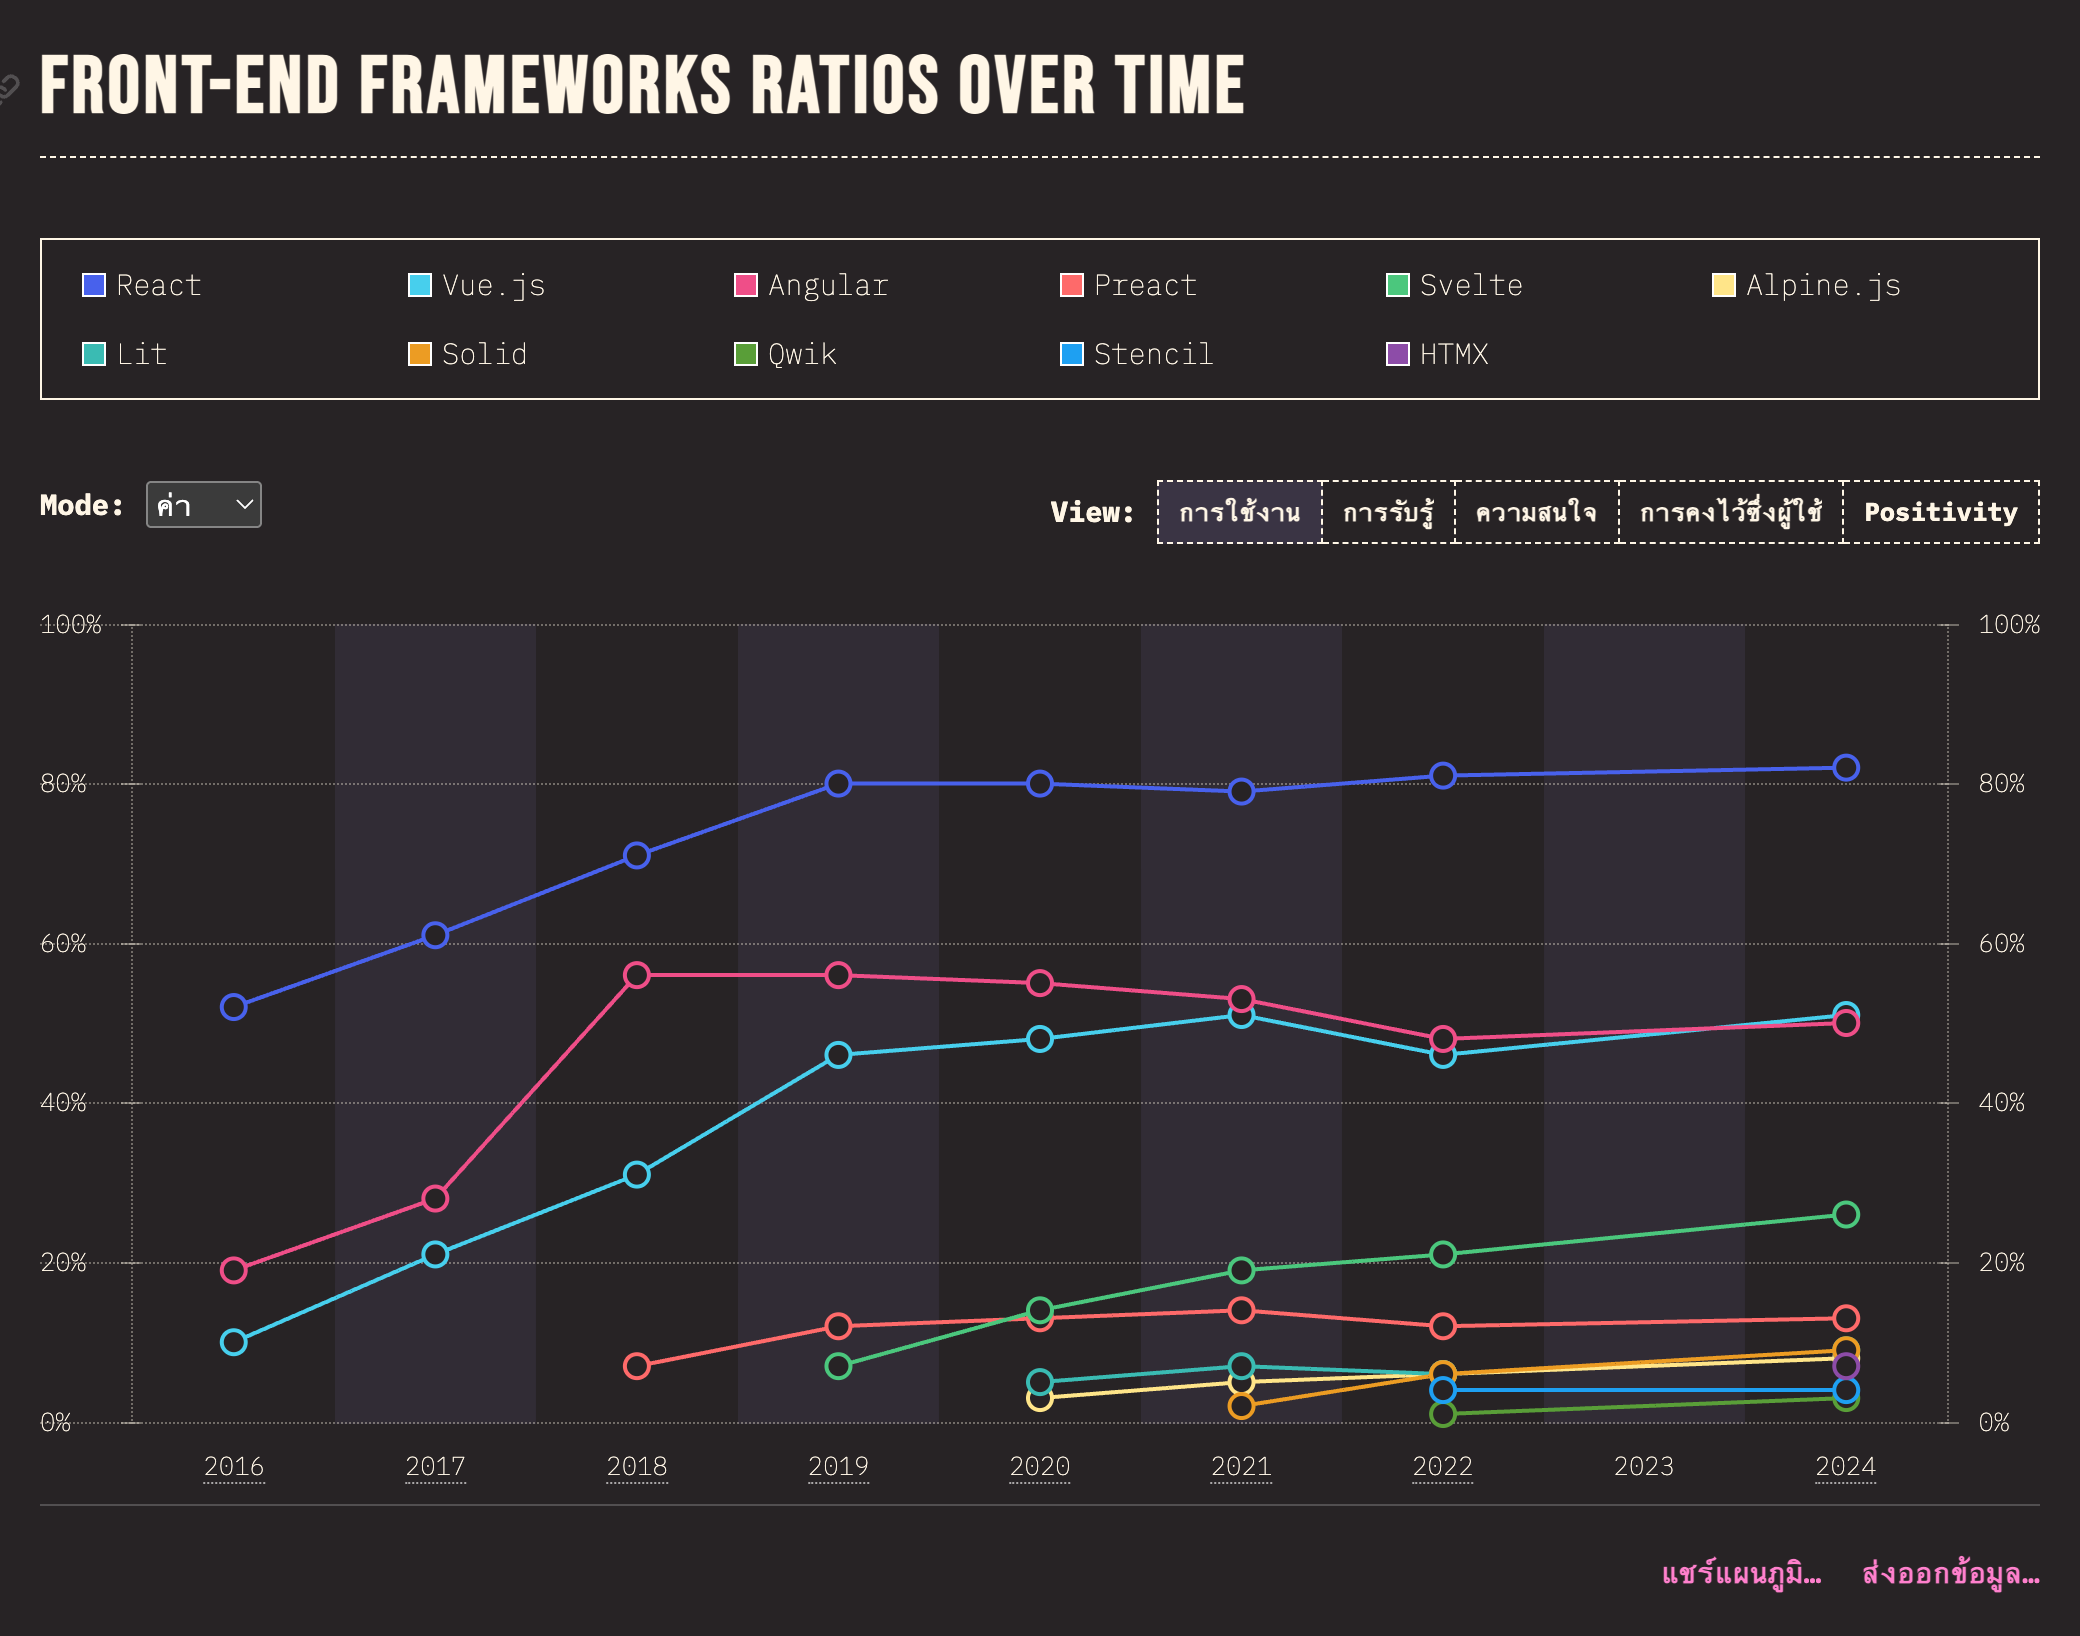 FRONT-END FRAMEWORKS RATIOS OVER TIME
React Vue.js Angular Preact Svelte Alpine.js
Lit Solid Qwik Stencil HTMX
Mode: ค่า View: การใช้งาน การรับรู้ ความสนใจ การคงไว้ซึ่งผู้ใช้ Positivity
100% 100%
80% 80%
60% 60%
40% 40%
20% 20%
0% 0%
2016 2017 2018 2019 2020 2021 2022 2023 2024
แชร์แผนภูมิ… ส่งออกข้อมูล…